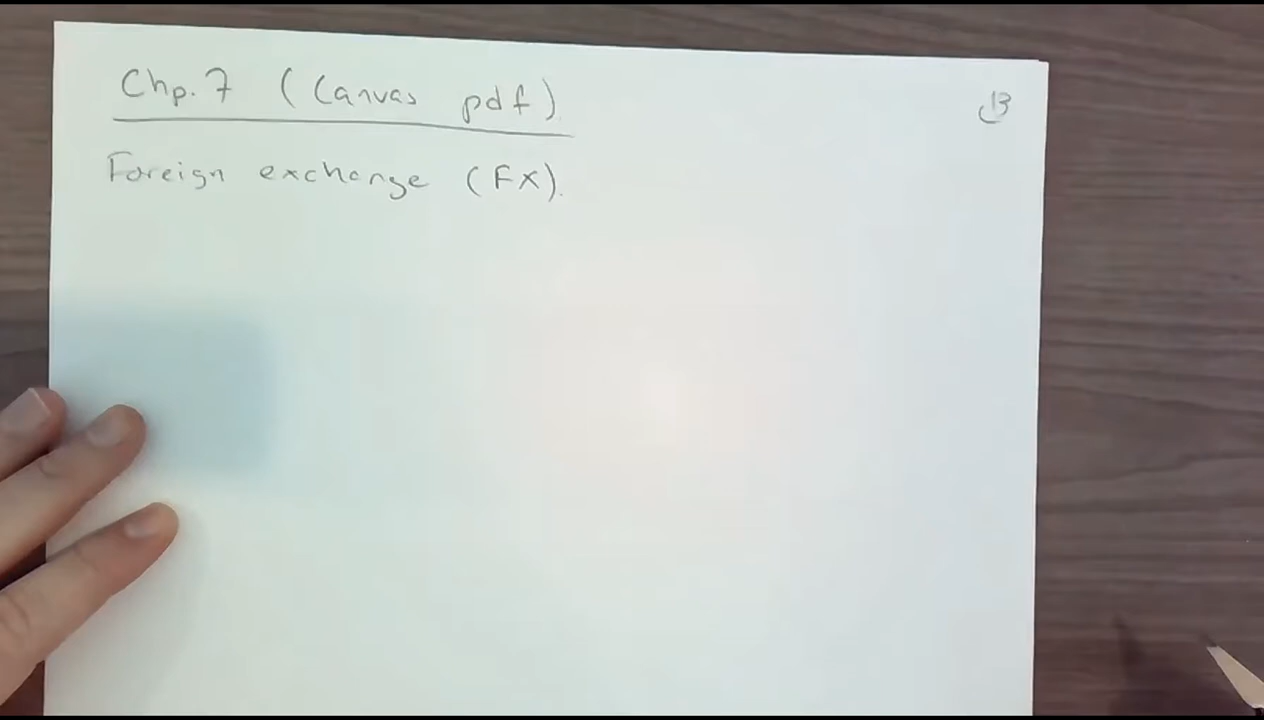 Chp. 7 (Canvas pdf)
13
Foreign exchange (FX).